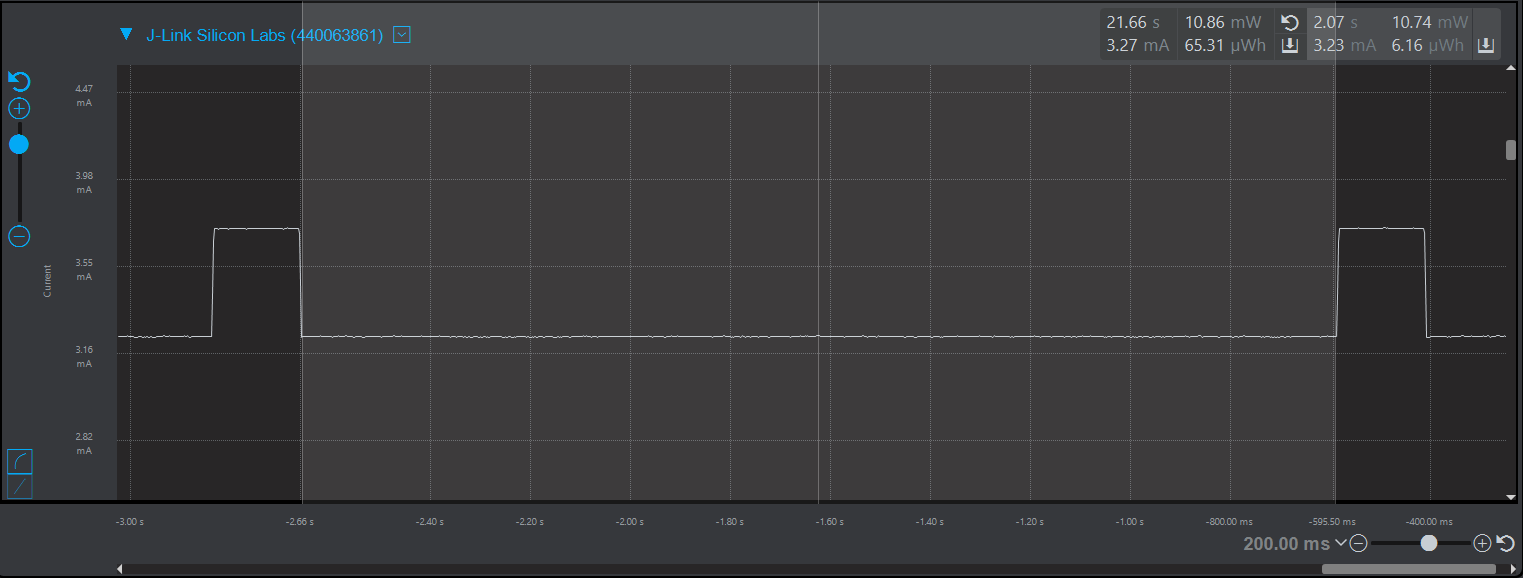 J-Link Silicon Labs (440063861)
21.66 s 10.86 mW 2.07 s 10.74 mW
3.27 mA 65.31 µWh 3.23 mA 6.16 µWh
4.47
mA
3.98
mA
3.55
mA
3.16
mA
2.82
mA
Current
-3.00 s -2.66 s -2.40 s -2.20 s -2.00 s -1.80 s -1.60 s -1.40 s -1.20 s -1.00 s -800.00 ms -595.50 ms -400.00 ms
200.00 ms